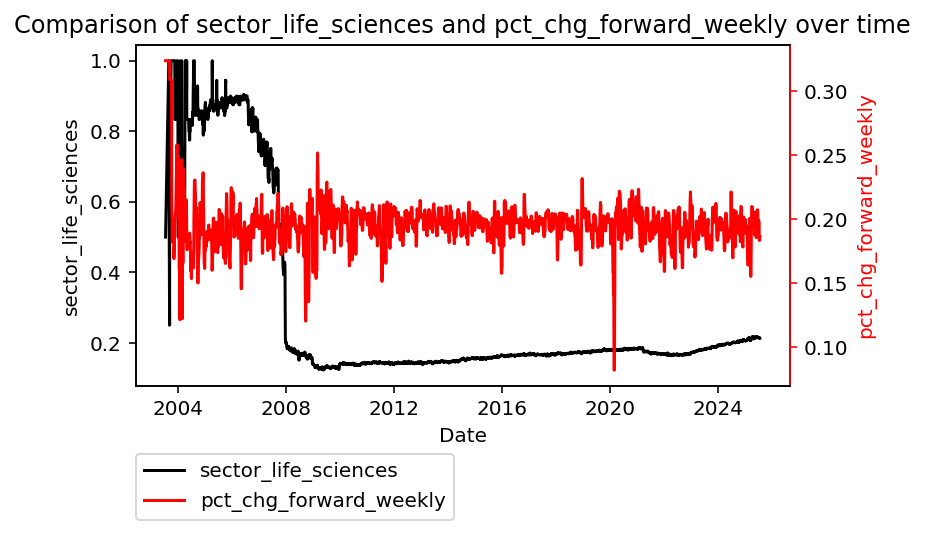 Comparison of sector_life_sciences and pct_chg_forward_weekly over time
1.0
0.8
0.6
0.4
0.2
sector_life_sciences
0.30
0.25
0.20
0.15
0.10
pct_chg_forward_weekly
2004 2008 2012 2016 2020 2024
Date
sector_life_sciences
pct_chg_forward_weekly